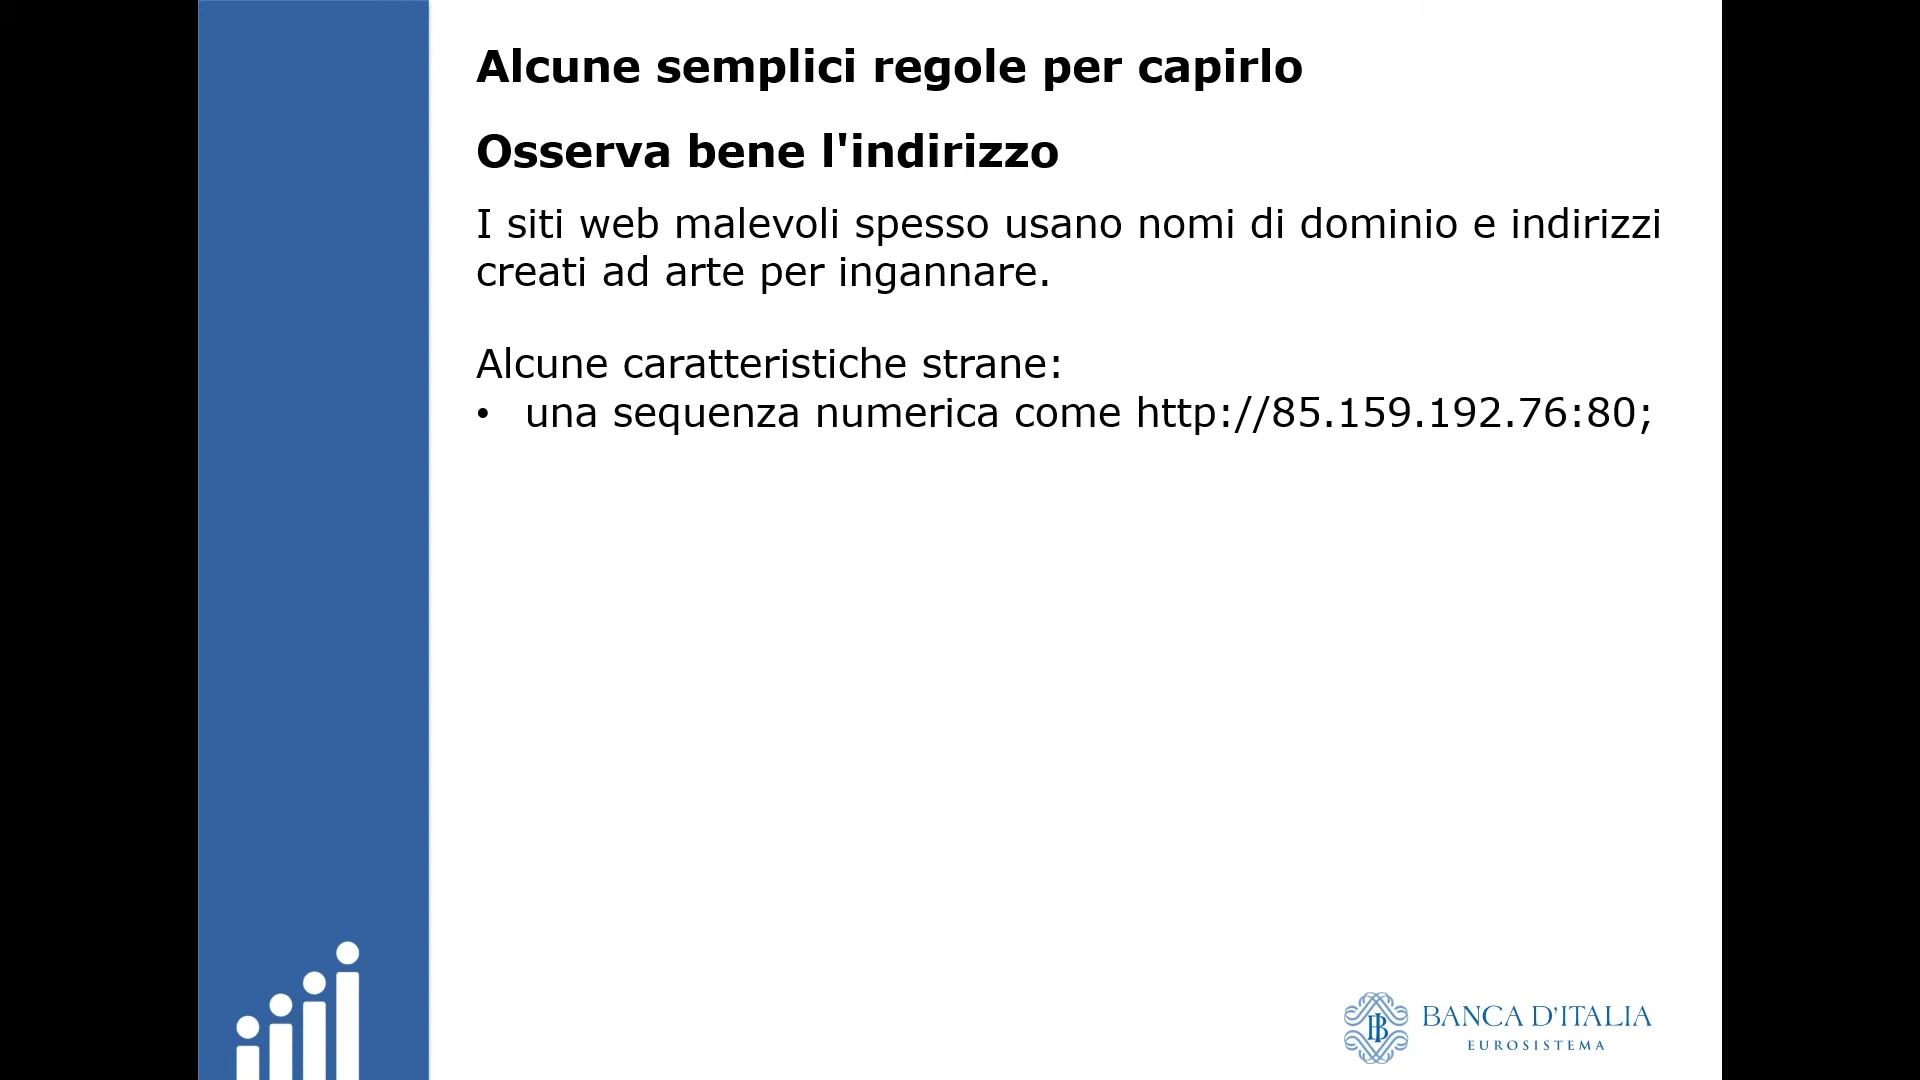 Alcune semplici regole per capirlo
Osserva bene l'indirizzo
I siti web malevoli spesso usano nomi di dominio e indirizzi
creati ad arte per ingannare.
Alcune caratteristiche strane:
• una sequenza numerica come http://85.159.192.76:80;
BANCA D'ITALIA
EUROSISTEMA